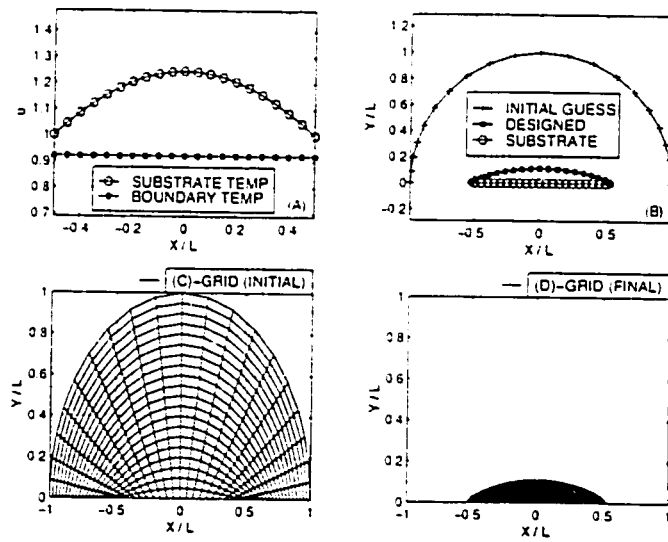 1.4
1.3
1.2
1.1
1
0.9
0.8
0.7
u
SUBSTRATE TEMP
BOUNDARY TEMP
(A)
-0.4 -0.2 0 0.2 0.4
X/L
1.2
1
0.8
0.6
0.4
0.2
0
-0.2
Y/L
INITIAL GUESS
DESIGNED
SUBSTRATE
(B)
-0.5 0 0.5
X/L
(C)-GRID (INITIAL)
1
0.8
0.6
0.4
0.2
0
Y/L
-1 -0.5 0 0.5 1
X/L
(D)-GRID (FINAL)
1
0.8
0.6
0.4
0.2
0
Y/L
-1 -0.5 0 0.5 1
X/L